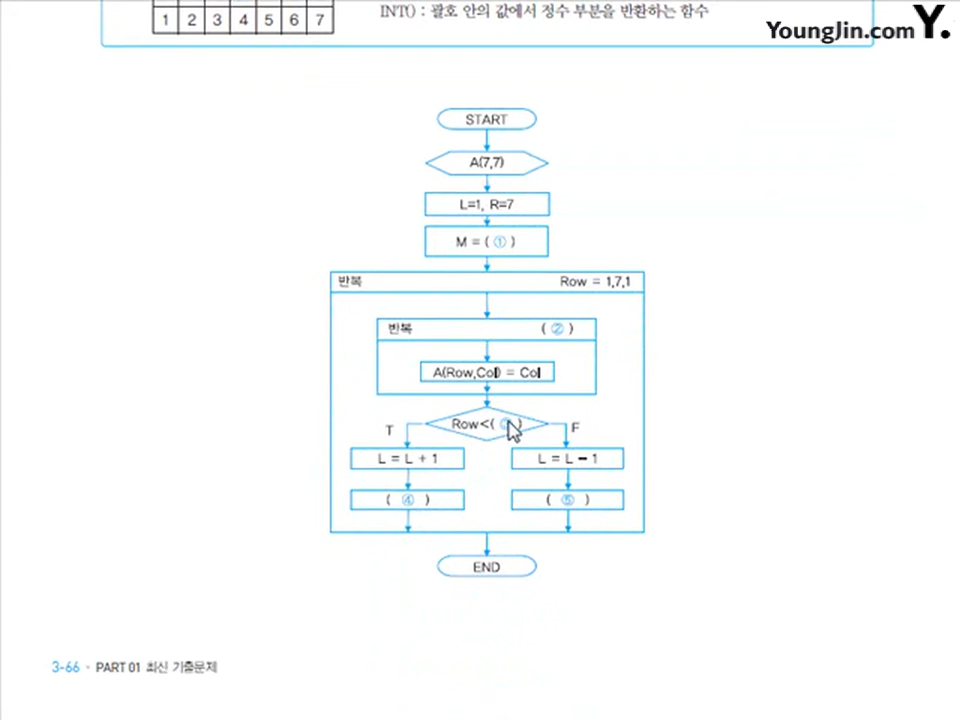 1 2 3 4 5 6 7
INT() : 괄호 안의 값에서 정수 부분을 반환하는 함수
YoungJin.com Y.
START
A(7,7)
L=1, R=7
M = ( ① )
반복 Row = 1,7,1
반복 ( ② )
A(Row,Col) = Col
Row<( )
T F
L = L + 1 L = L - 1
( ④ ) ( ⑤ )
END
3-66 · PART 01 최신 기출문제